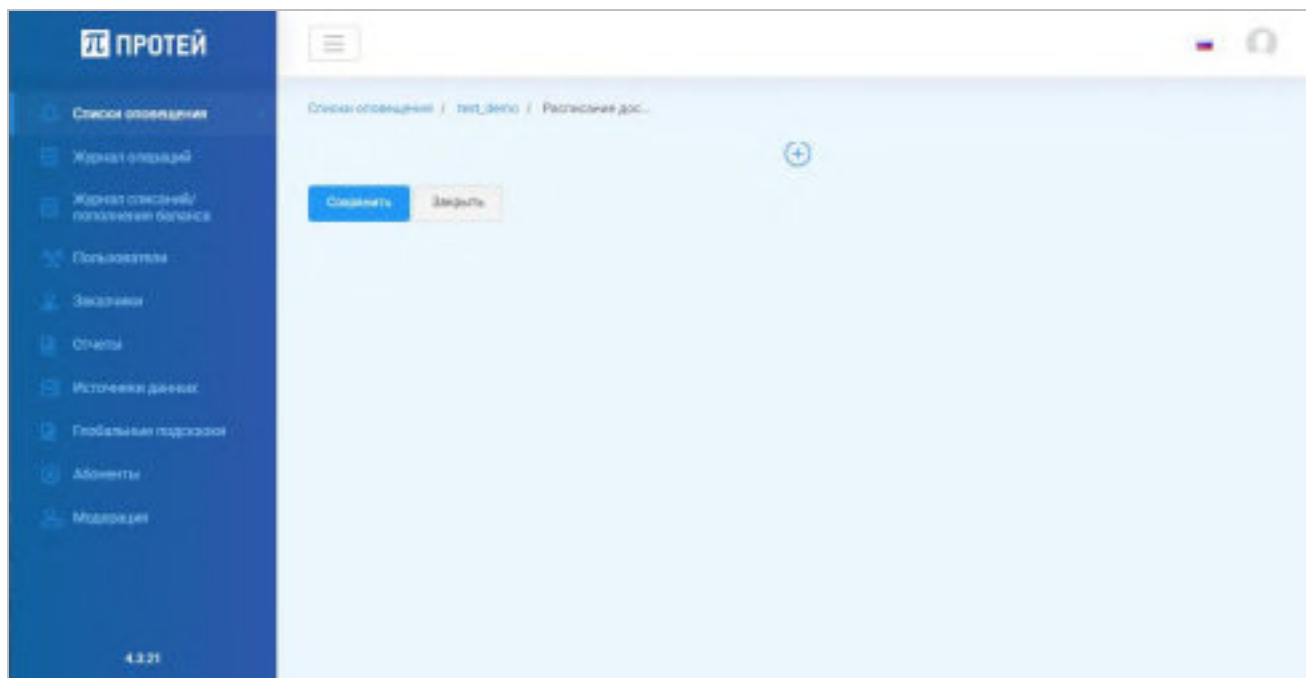 ПРОТЕЙ
Списки оповещения / test_demo / Расписание дос...
Списки оповещения
Журнал операций
Журнал списаний/
пополнения баланса
Пользователи
Заказчики
Отчеты
Источники данных
Глобальные подсказки
Абоненты
Модерация
Сохранить
Закрыть
4.3.21